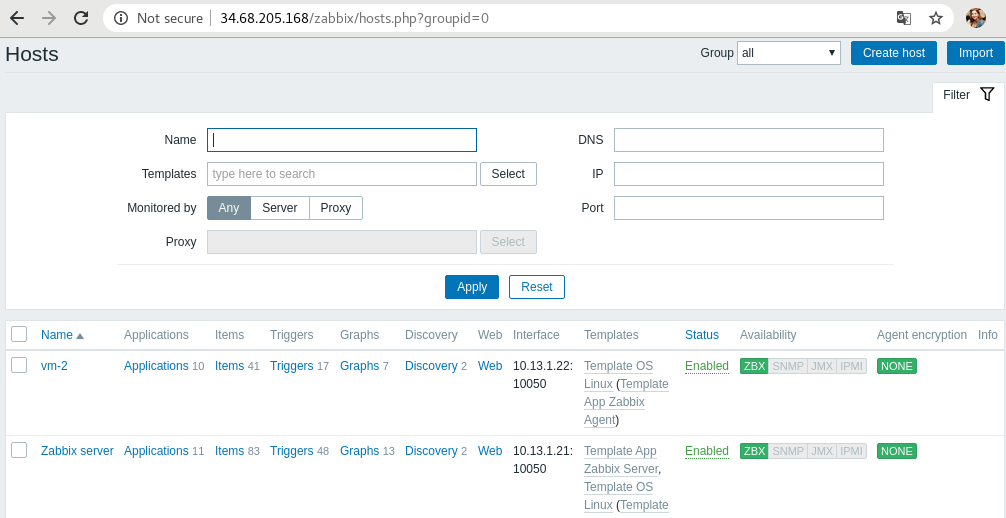 Not secure | 34.68.205.168/zabbix/hosts.php?groupid=0
Hosts
Group all Create host Import
Filter
Name DNS
Templates type here to search Select IP
Monitored by Any Server Proxy Port
Proxy Select
Apply Reset
Name Applications Items Triggers Graphs Discovery Web Interface Templates Status Availability Agent encryption Info
vm-2 Applications 10 Items 41 Triggers 17 Graphs 7 Discovery 2 Web 10.13.1.22: Template OS Enabled ZBX SNMP JMX IPMI NONE
10050 Linux (Template
App Zabbix
Agent)
Zabbix server Applications 11 Items 83 Triggers 48 Graphs 13 Discovery 2 Web 10.13.1.21: Template App Enabled ZBX SNMP JMX IPMI NONE
10050 Zabbix Server,
Template OS
Linux (Template